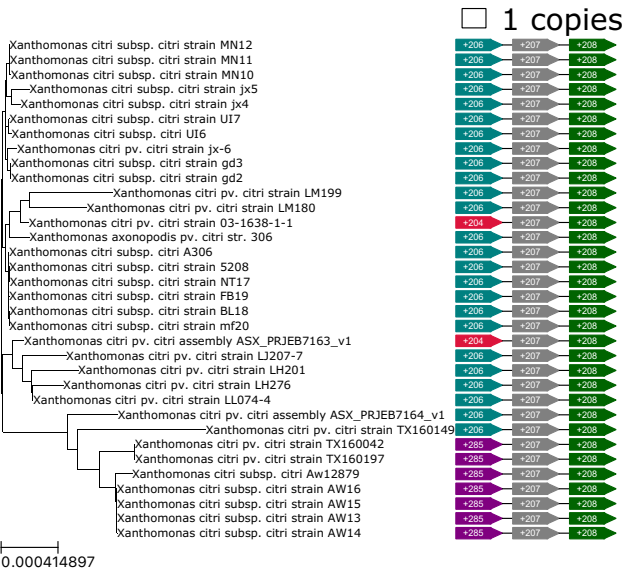 1 copies
Xanthomonas citri subsp. citri strain MN12 +206 +207 +208
Xanthomonas citri subsp. citri strain MN11 +206 +207 +208
Xanthomonas citri subsp. citri strain MN10 +206 +207 +208
Xanthomonas citri subsp. citri strain jx5 +206 +207 +208
Xanthomonas citri subsp. citri strain jx4 +206 +207 +208
Xanthomonas citri subsp. citri strain UI7 +206 +207 +208
Xanthomonas citri subsp. citri UI6 +206 +207 +208
Xanthomonas citri pv. citri strain jx-6 +206 +207 +208
Xanthomonas citri subsp. citri strain gd3 +206 +207 +208
Xanthomonas citri subsp. citri strain gd2 +206 +207 +208
Xanthomonas citri pv. citri strain LM199 +206 +207 +208
Xanthomonas citri pv. citri strain LM180 +206 +207 +208
Xanthomonas citri pv. citri strain 03-1638-1-1 +204 +207 +208
Xanthomonas axonopodis pv. citri str. 306 +206 +207 +208
Xanthomonas citri subsp. citri A306 +206 +207 +208
Xanthomonas citri subsp. citri strain 5208 +206 +207 +208
Xanthomonas citri subsp. citri strain NT17 +206 +207 +208
Xanthomonas citri subsp. citri strain FB19 +206 +207 +208
Xanthomonas citri subsp. citri strain BL18 +206 +207 +208
Xanthomonas citri subsp. citri strain mf20 +206 +207 +208
Xanthomonas citri pv. citri assembly ASX_PRJEB7163_v1 +204 +207 +208
Xanthomonas citri pv. citri strain LJ207-7 +206 +207 +208
Xanthomonas citri pv. citri strain LH201 +206 +207 +208
Xanthomonas citri pv. citri strain LH276 +206 +207 +208
Xanthomonas citri pv. citri strain LL074-4 +206 +207 +208
Xanthomonas citri pv. citri assembly ASX_PRJEB7164_v1 +206 +207 +208
Xanthomonas citri pv. citri strain TX160149 +206 +207 +208
Xanthomonas citri pv. citri strain TX160042 +285 +207 +208
Xanthomonas citri pv. citri strain TX160197 +285 +207 +208
Xanthomonas citri subsp. citri Aw12879 +285 +207 +208
Xanthomonas citri subsp. citri strain AW16 +285 +207 +208
Xanthomonas citri subsp. citri strain AW15 +285 +207 +208
Xanthomonas citri subsp. citri strain AW13 +285 +207 +208
Xanthomonas citri subsp. citri strain AW14 +285 +207 +208
0.000414897